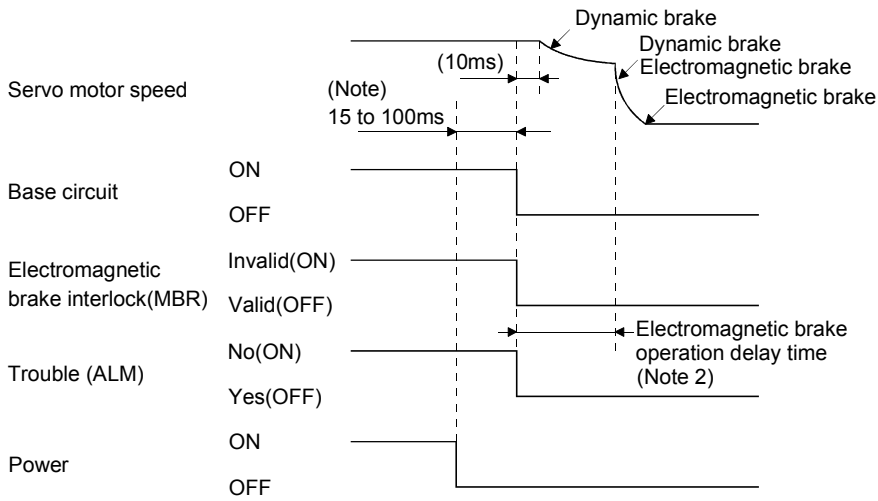 Dynamic brake
Dynamic brake
Electromagnetic brake
Electromagnetic brake
(10ms)
Servo motor speed
(Note)
15 to 100ms
Base circuit
ON
OFF
Electromagnetic
brake interlock(MBR)
Invalid(ON)
Valid(OFF)
Electromagnetic brake
operation delay time
(Note 2)
Trouble (ALM)
No(ON)
Yes(OFF)
Power
ON
OFF